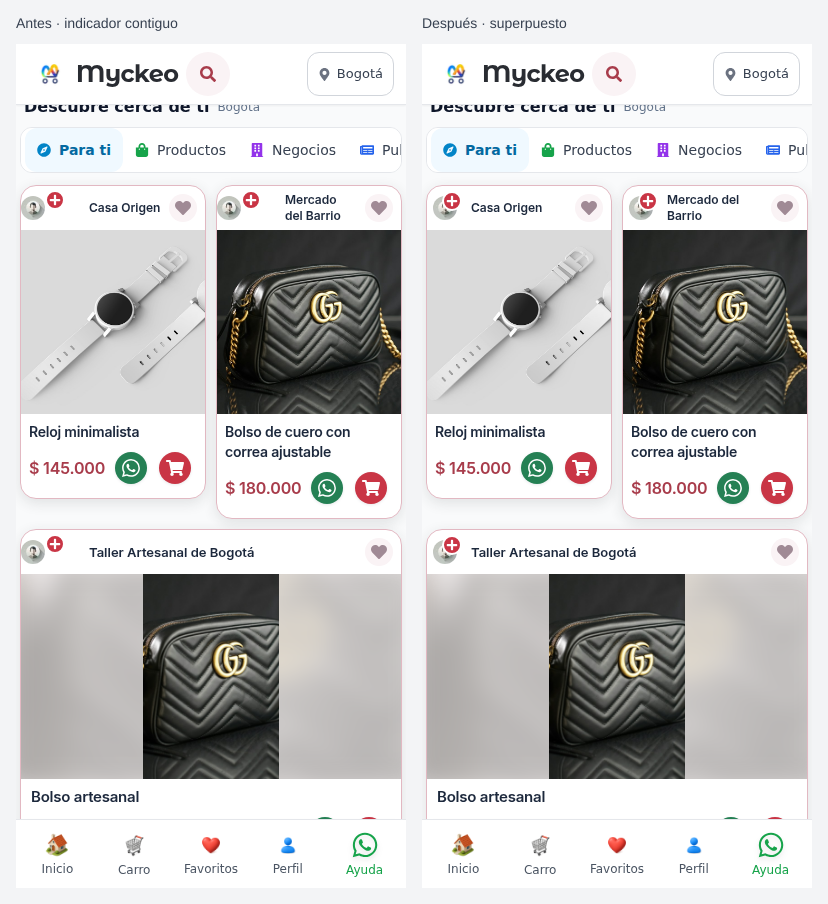 Antes · indicador contiguo
Myckeo
Bogotá
Descubre cerca de ti Bogotá
Para ti
Productos
Negocios
Pul
Casa Origen
Mercado
del Barrio
Reloj minimalista
$ 145.000
Bolso de cuero con
correa ajustable
$ 180.000
Taller Artesanal de Bogotá
Bolso artesanal
Inicio
Carro
Favoritos
Perfil
Ayuda
Después · superpuesto
Myckeo
Bogotá
Descubre cerca de ti Bogotá
Para ti
Productos
Negocios
Pul
Casa Origen
Mercado del
Barrio
Reloj minimalista
$ 145.000
Bolso de cuero con
correa ajustable
$ 180.000
Taller Artesanal de Bogotá
Bolso artesanal
Inicio
Carro
Favoritos
Perfil
Ayuda